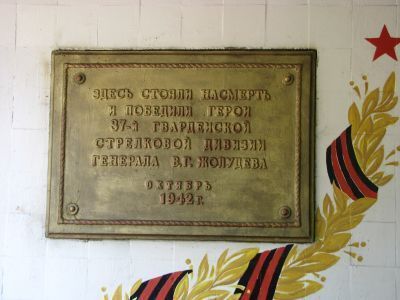 ЗДЕСЬ СТОЯЛИ НАСМЕРТЬ
И ПОБЕДИЛИ ГЕРОИ
37-й ГВАРДЕЙСКОЙ
СТРЕЛКОВОЙ ДИВИЗИИ
ГЕНЕРАЛА В.Г. ЖОЛУДЕВА
ОКТЯБРЬ
1942 г.